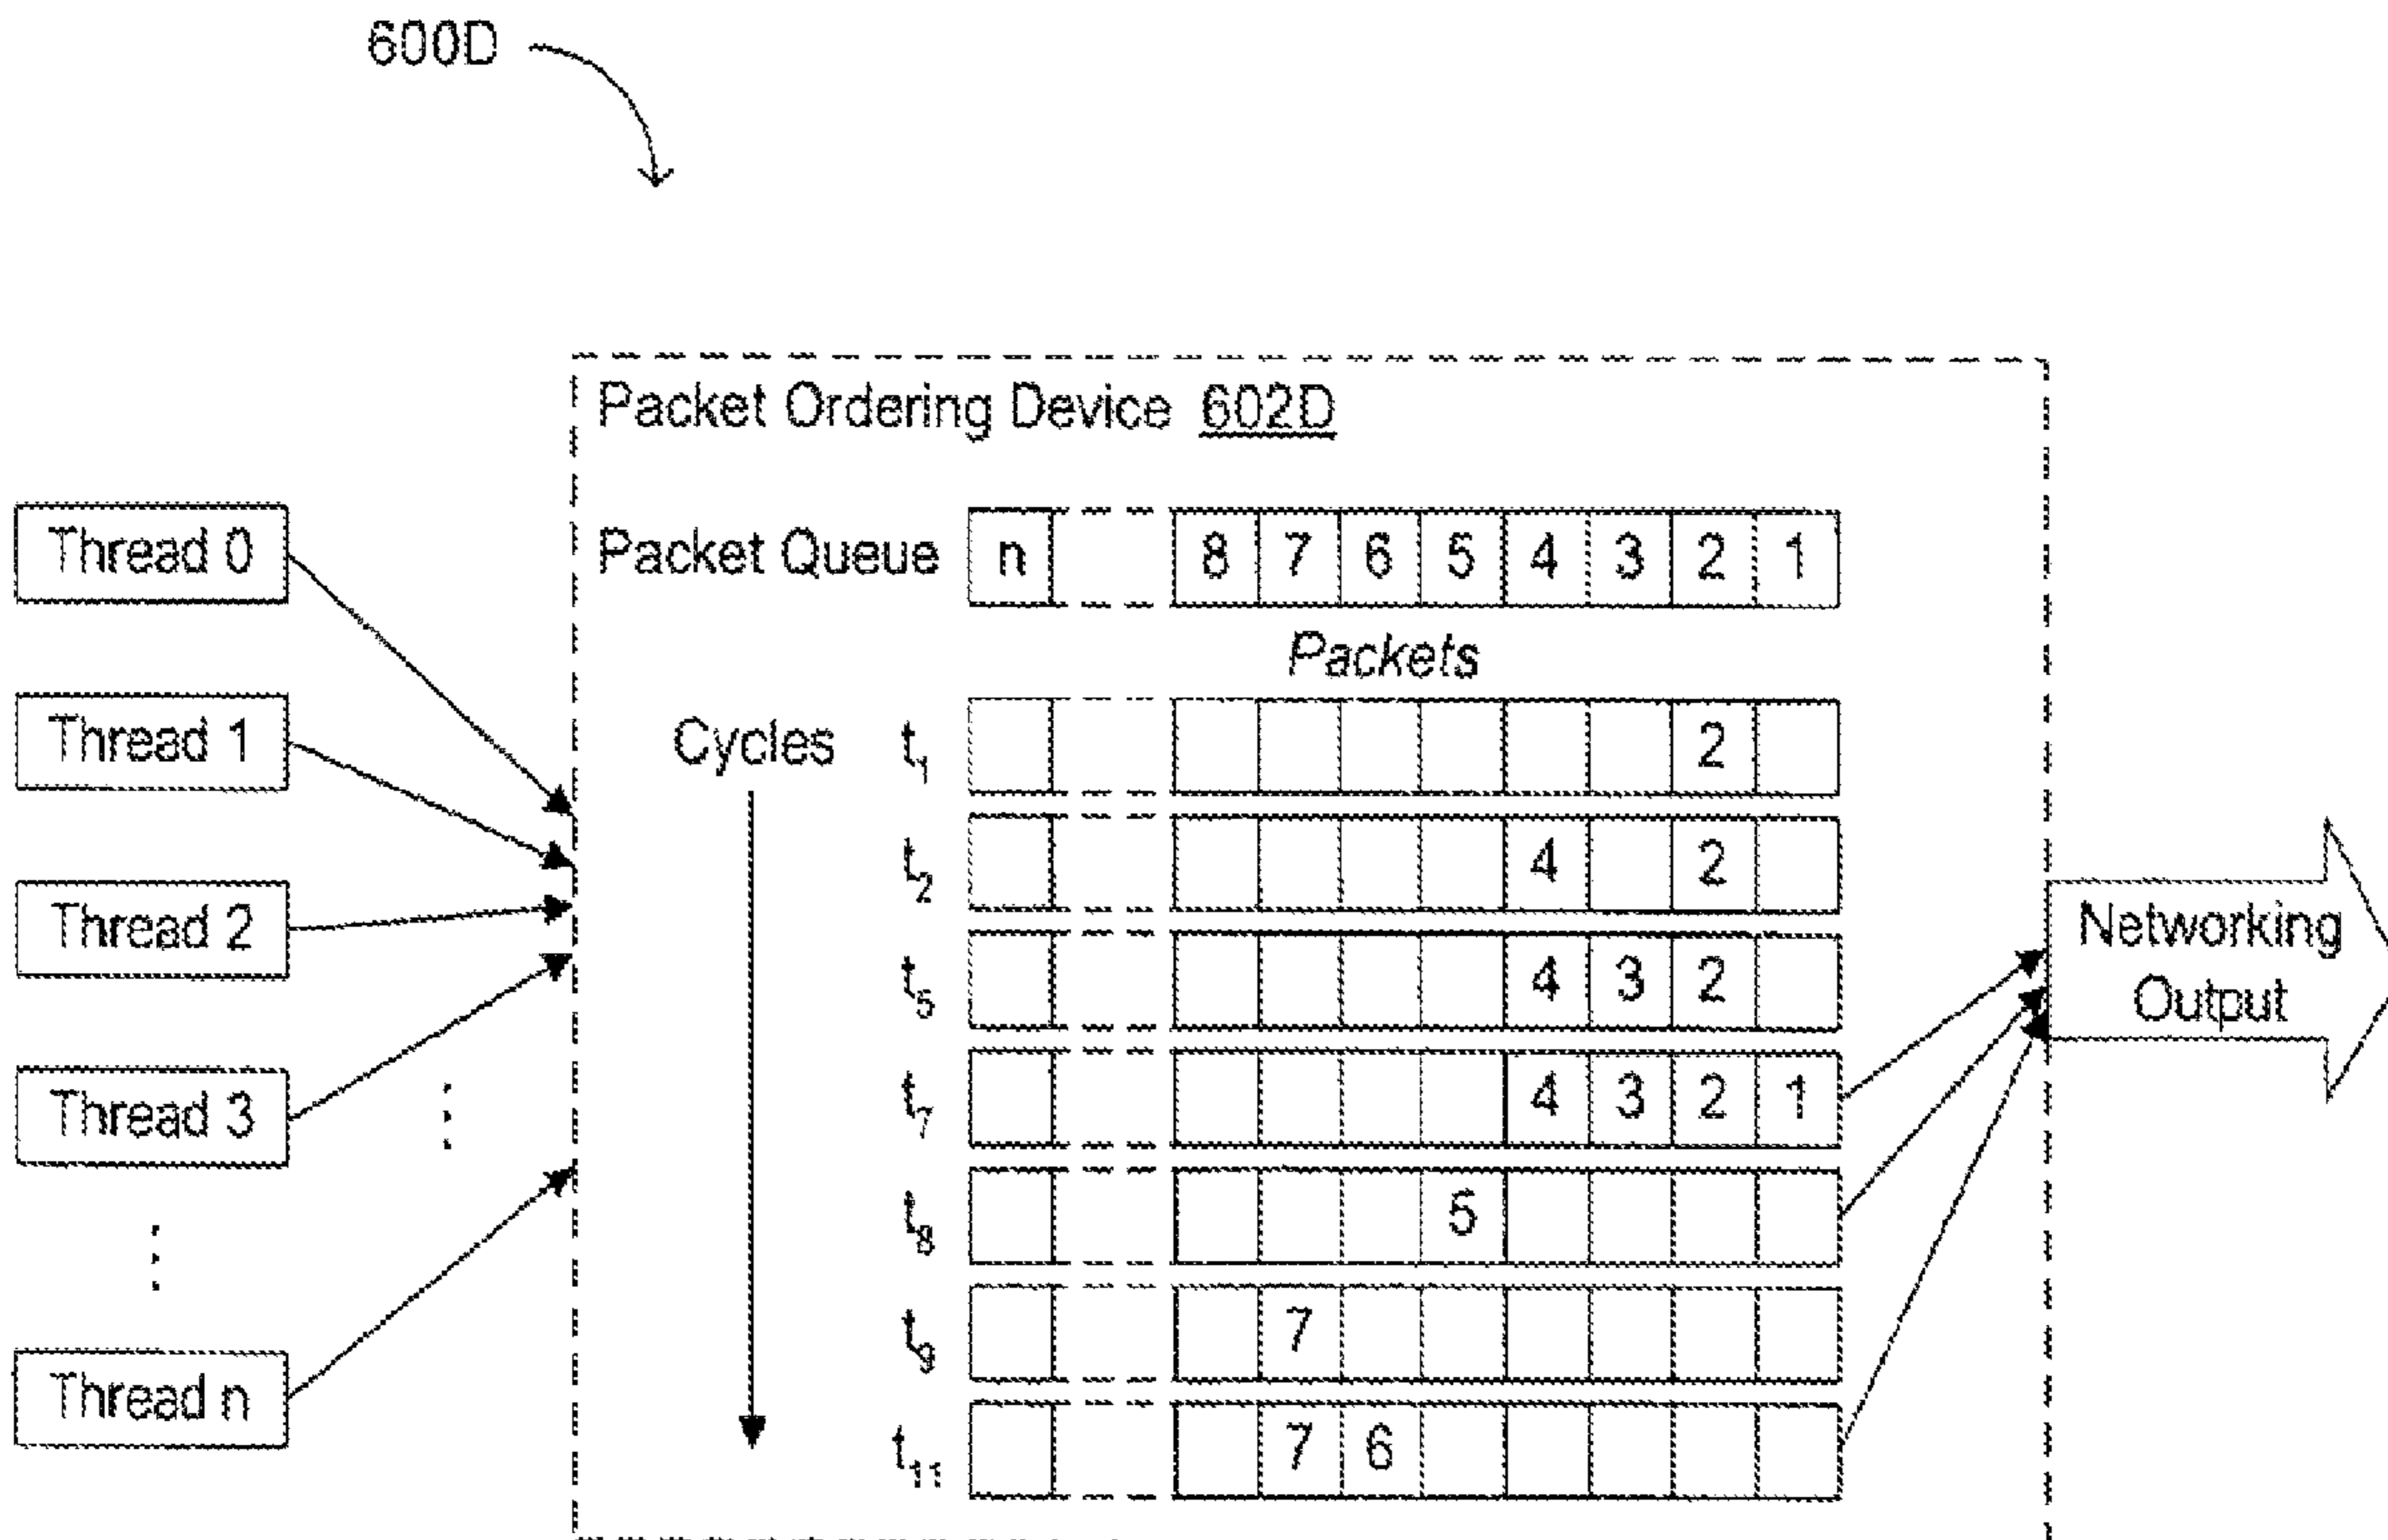 600D
Packet Ordering Device 602D
Packet Queue n 8 7 6 5 4 3 2 1
Packets
Thread 0
Thread 1
Thread 2
Thread 3
Thread n
Cycles
t1 2
t2 4 2
t5 4 3 2
t7 4 3 2 1
t8 5
t9 7
t11 7 6
Networking
Output